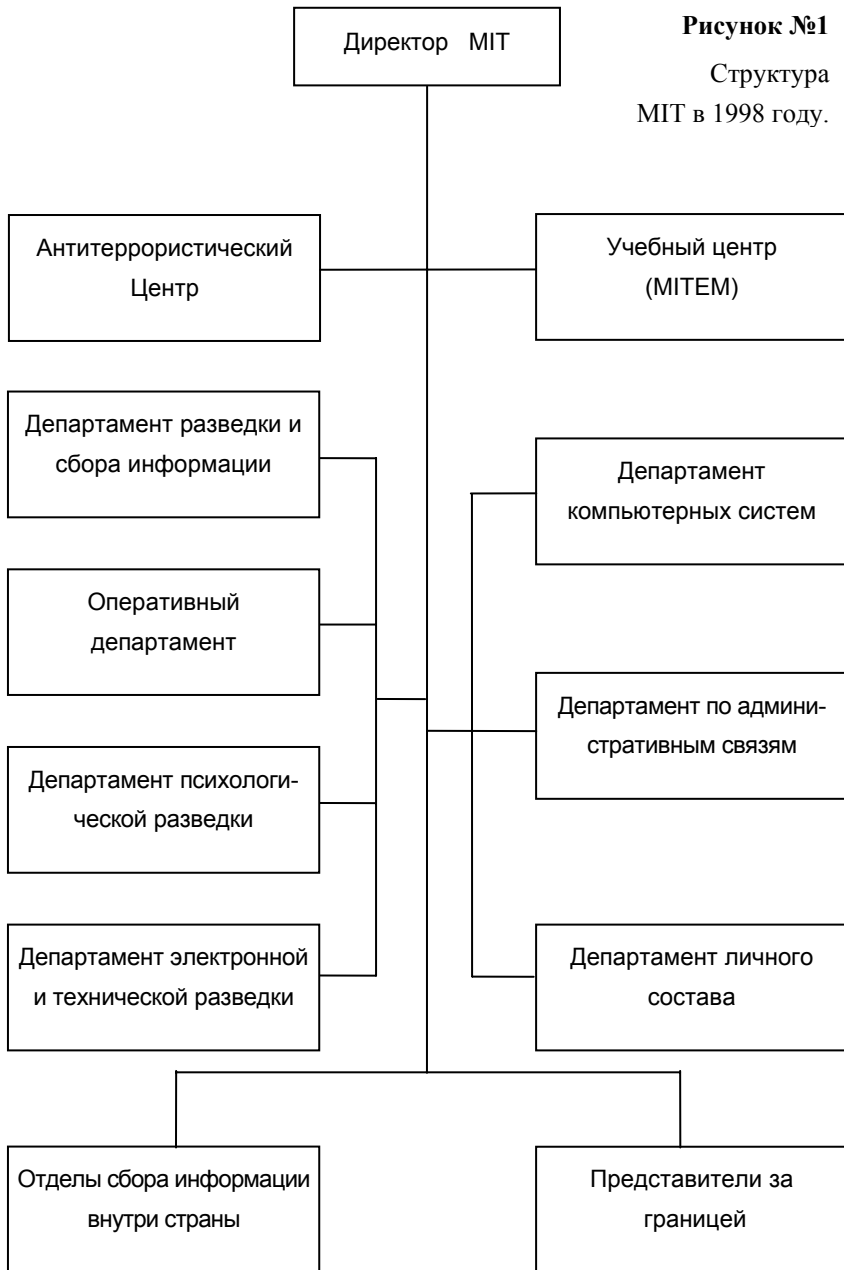 Директор MIT
Рисунок №1
Структура
MIT в 1998 году.
Антитеррористический
Центр
Учебный центр
(MITEM)
Департамент разведки и
сбора информации
Департамент
компьютерных систем
Оперативный
департамент
Департамент по админи-
стративным связям
Департамент психологи-
ческой разведки
Департамент электронной
и технической разведки
Департамент личного
состава
Отделы сбора информации
внутри страны
Представители за
границей